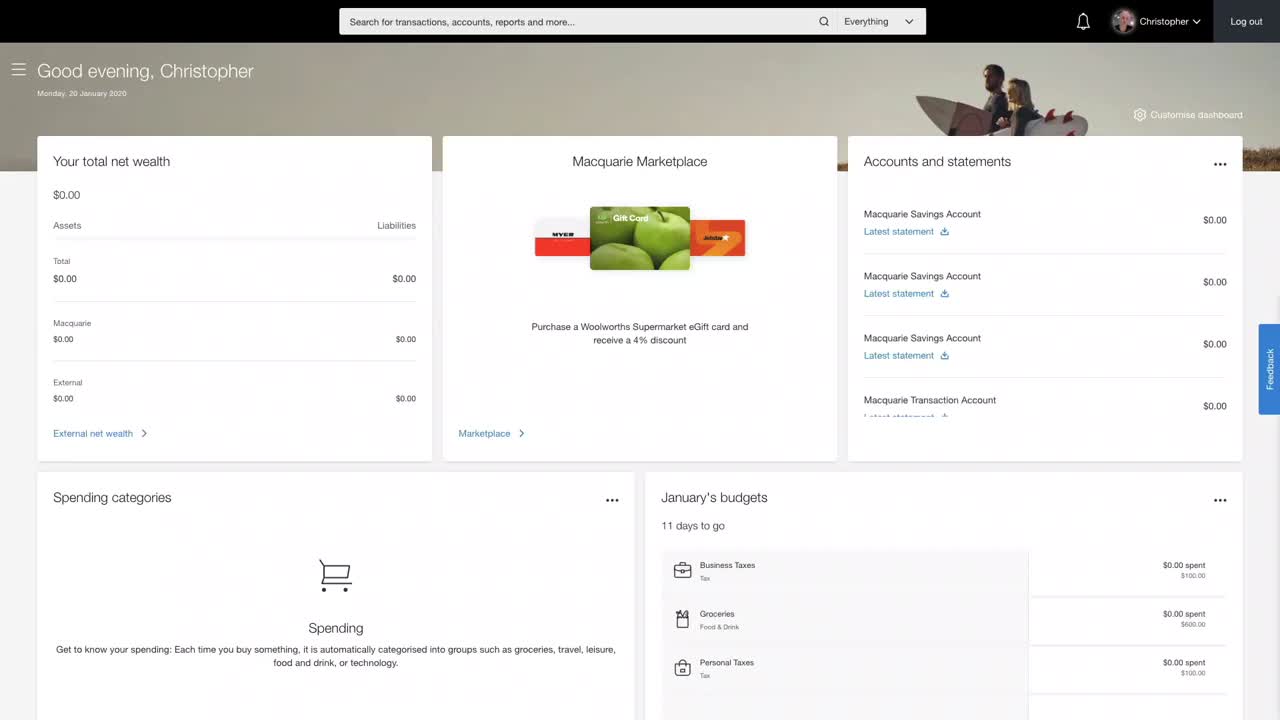 Search for transactions, accounts, reports and more...
Everything
Christopher
Log out
Good evening, Christopher
Monday, 20 January 2020
Customise dashboard
Your total net wealth
$0.00
Assets
Liabilities
Total
$0.00
$0.00
Macquarie
$0.00
$0.00
External
$0.00
$0.00
External net wealth
Macquarie Marketplace
MYER
Gift Card
Jetstar
Purchase a Woolworths Supermarket eGift card and
receive a 4% discount
Marketplace
Accounts and statements
Macquarie Savings Account
$0.00
Latest statement
Macquarie Savings Account
$0.00
Latest statement
Macquarie Savings Account
$0.00
Latest statement
Macquarie Transaction Account
$0.00
Latest statement
Feedback
Spending categories
Spending
Get to know your spending: Each time you buy something, it is automatically categorised into groups such as groceries, travel, leisure,
food and drink, or technology.
January's budgets
11 days to go
Business Taxes
Tax
$0.00 spent
$100.00
Groceries
Food & Drink
$0.00 spent
$600.00
Personal Taxes
Tax
$0.00 spent
$100.00